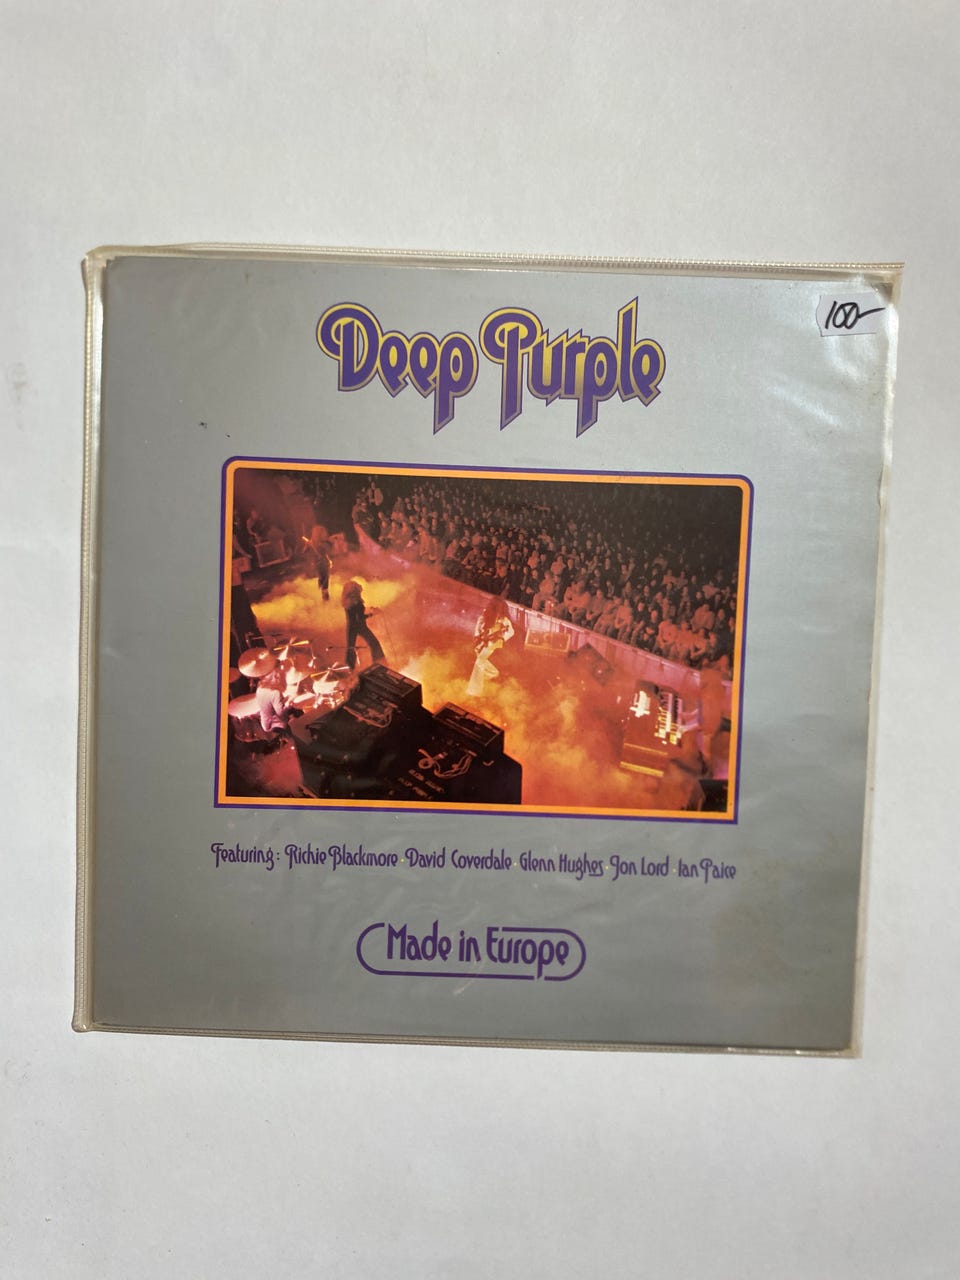 100-
Deep Purple
Featuring: Richie Blackmore · David Coverdale · Glenn Hughes · Jon Lord · Ian Paice
Made in Europe